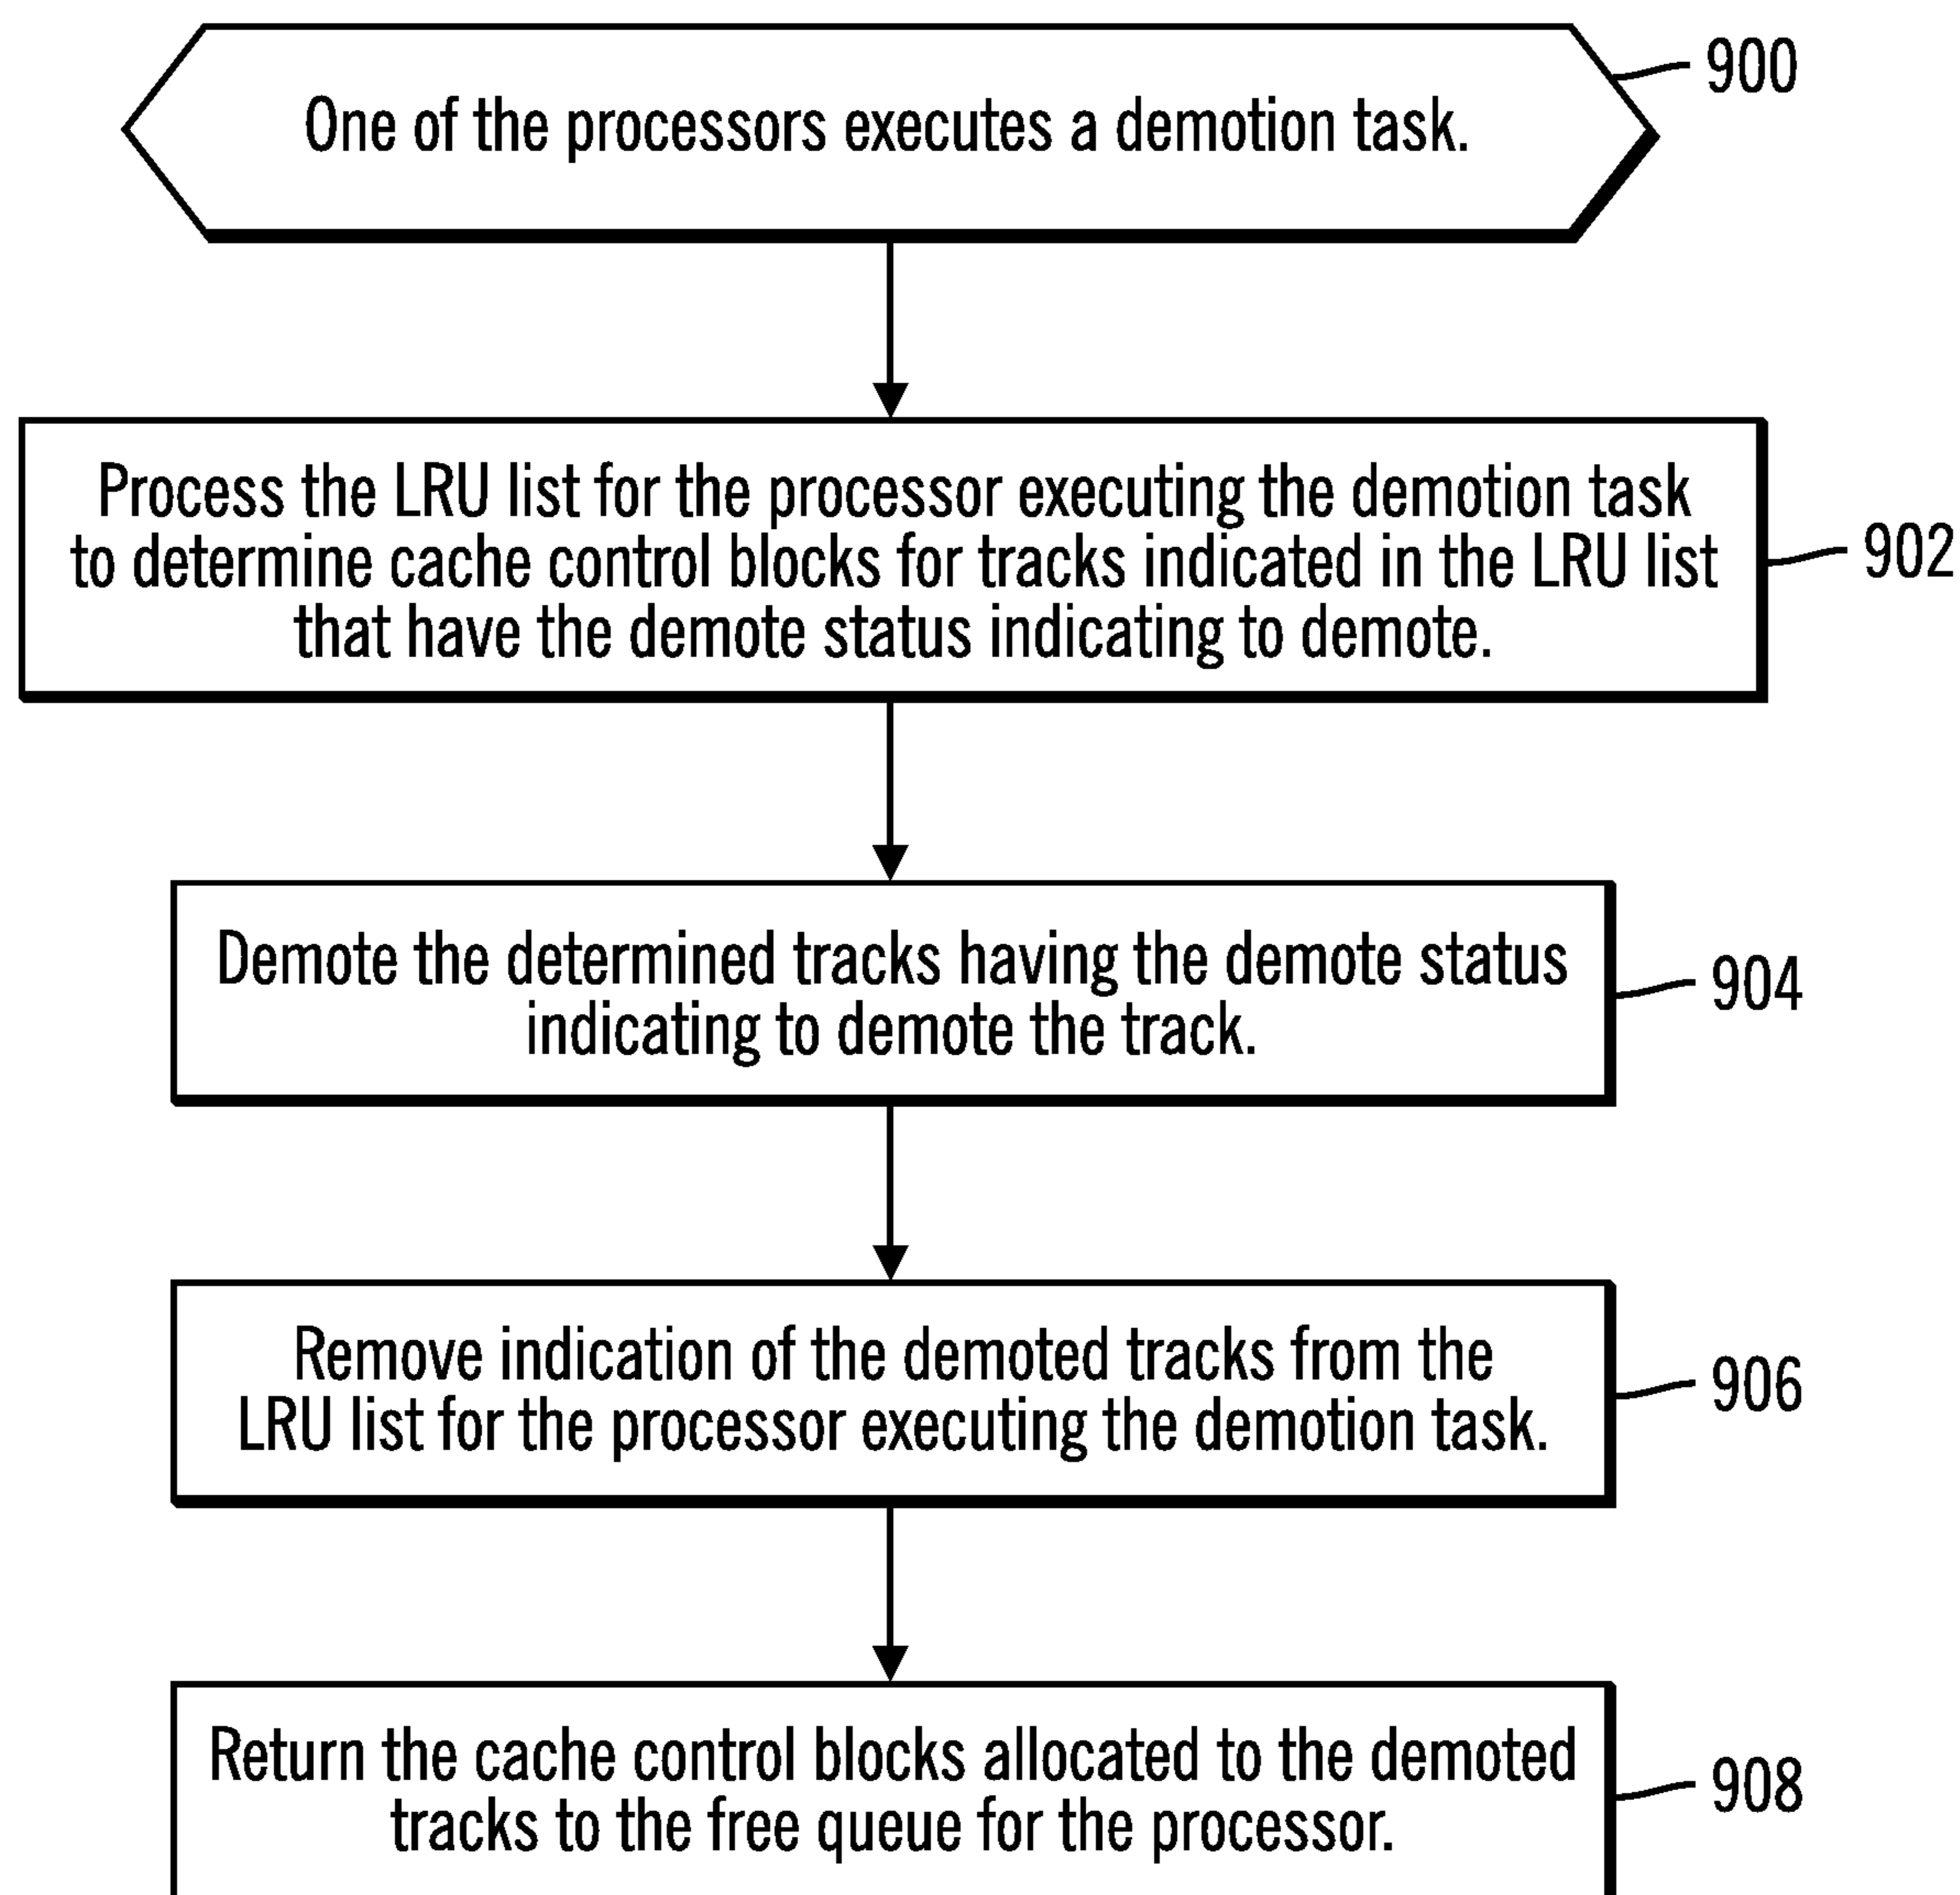 One of the processors executes a demotion task.
900
Process the LRU list for the processor executing the demotion task
to determine cache control blocks for tracks indicated in the LRU list
that have the demote status indicating to demote.
902
Demote the determined tracks having the demote status
indicating to demote the track.
904
Remove indication of the demoted tracks from the
LRU list for the processor executing the demotion task.
906
Return the cache control blocks allocated to the demoted
tracks to the free queue for the processor.
908